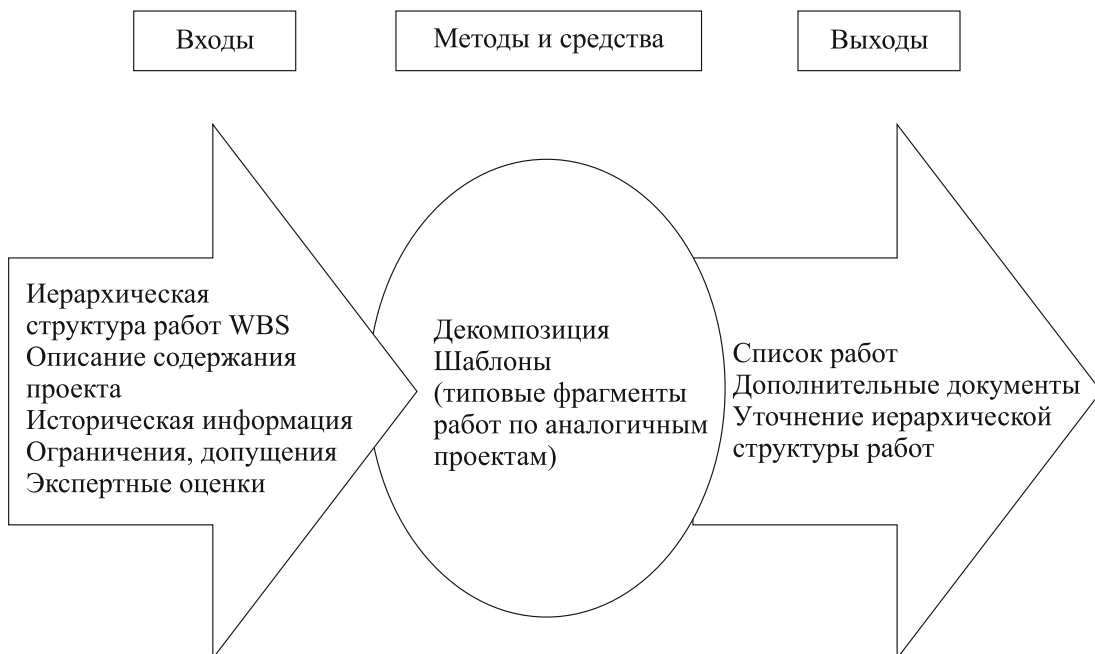 Входы
Методы и средства
Выходы
Иерархическая
структура работ WBS
Описание содержания
проекта
Историческая информация
Ограничения, допущения
Экспертные оценки
Декомпозиция
Шаблоны
(типовые фрагменты
работ по аналогичным
проектам)
Список работ
Дополнительные документы
Уточнение иерархической
структуры работ